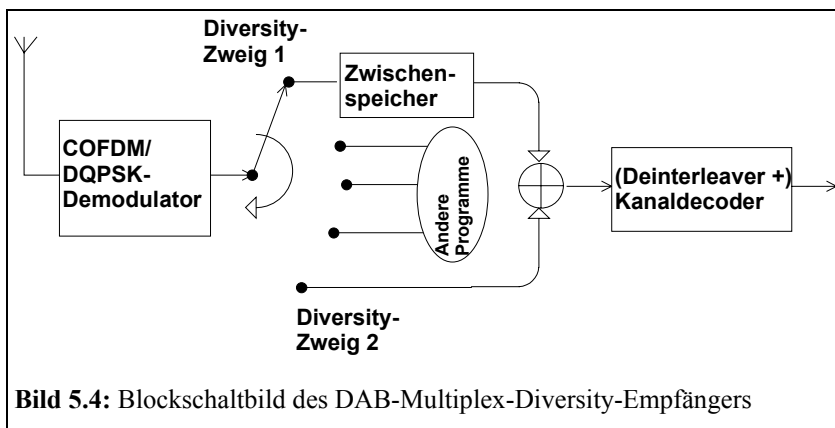 Diversity-
Zweig 1
Zwischen-
speicher
COFDM/
DQPSK-
Demodulator
Andere
Programme
(Deinterleaver +)
Kanaldecoder
Diversity-
Zweig 2
Bild 5.4: Blockschaltbild des DAB-Multiplex-Diversity-Empfängers